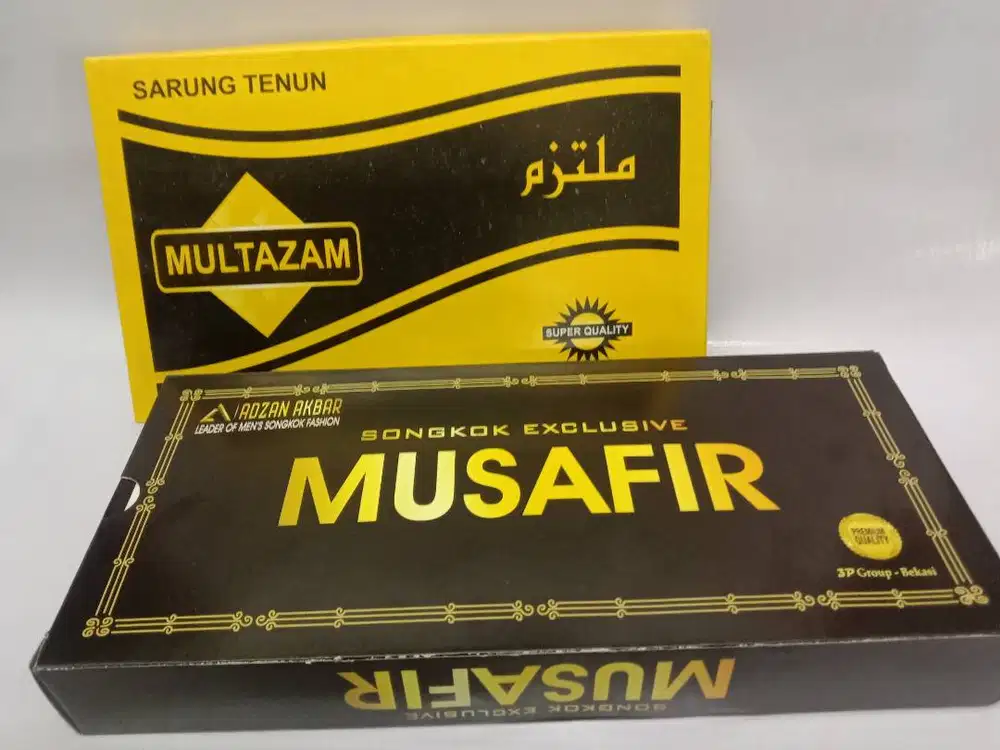 SARUNG TENUN
ملتزم
MULTAZAM
SUPER QUALITY
ADZAN AKBAR
LEADER OF MEN'S SONGKOK FASHION
SONGKOK EXCLUSIVE
MUSAFIR
PREMIUM
QUALITY
3P Group - Bekasi
MUSAFIR
SONGKOK EXCLUSIVE